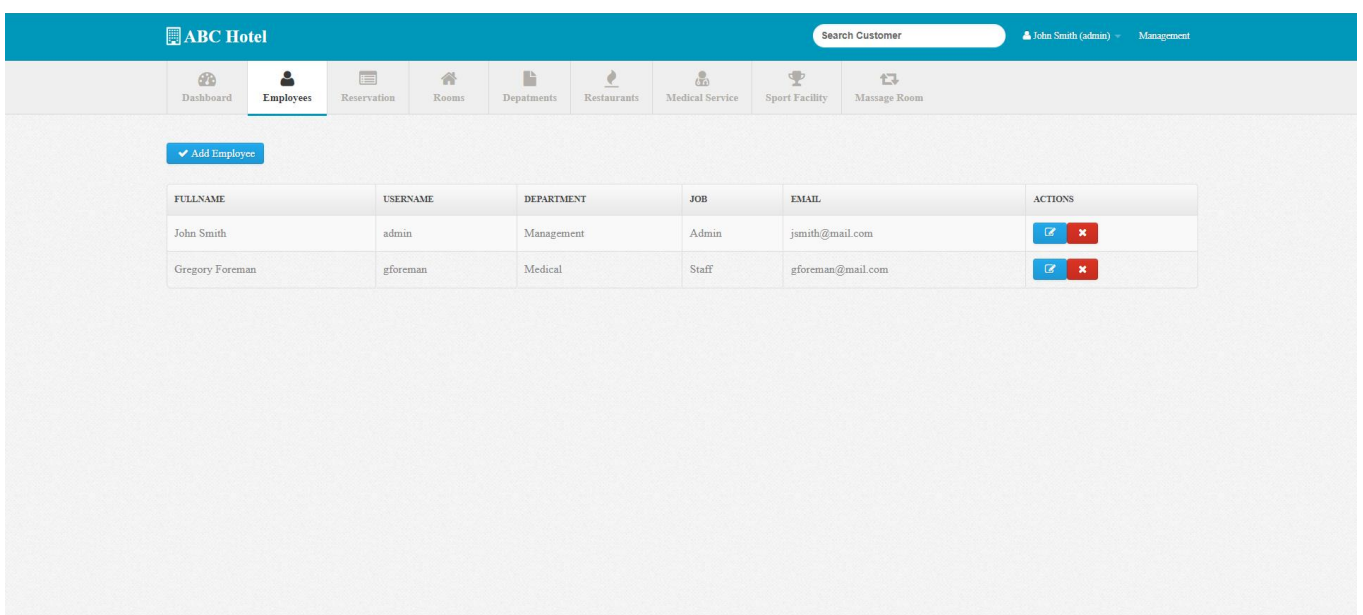 ABC Hotel
Search Customer
John Smith (admin)
Management
Dashboard
Employees
Reservation
Rooms
Depatments
Restaurants
Medical Service
Sport Facility
Massage Room
Add Employee
FULLNAME USERNAME DEPARTMENT JOB EMAIL ACTIONS
John Smith admin Management Admin jsmith@mail.com
Gregory Foreman gforeman Medical Staff gforeman@mail.com